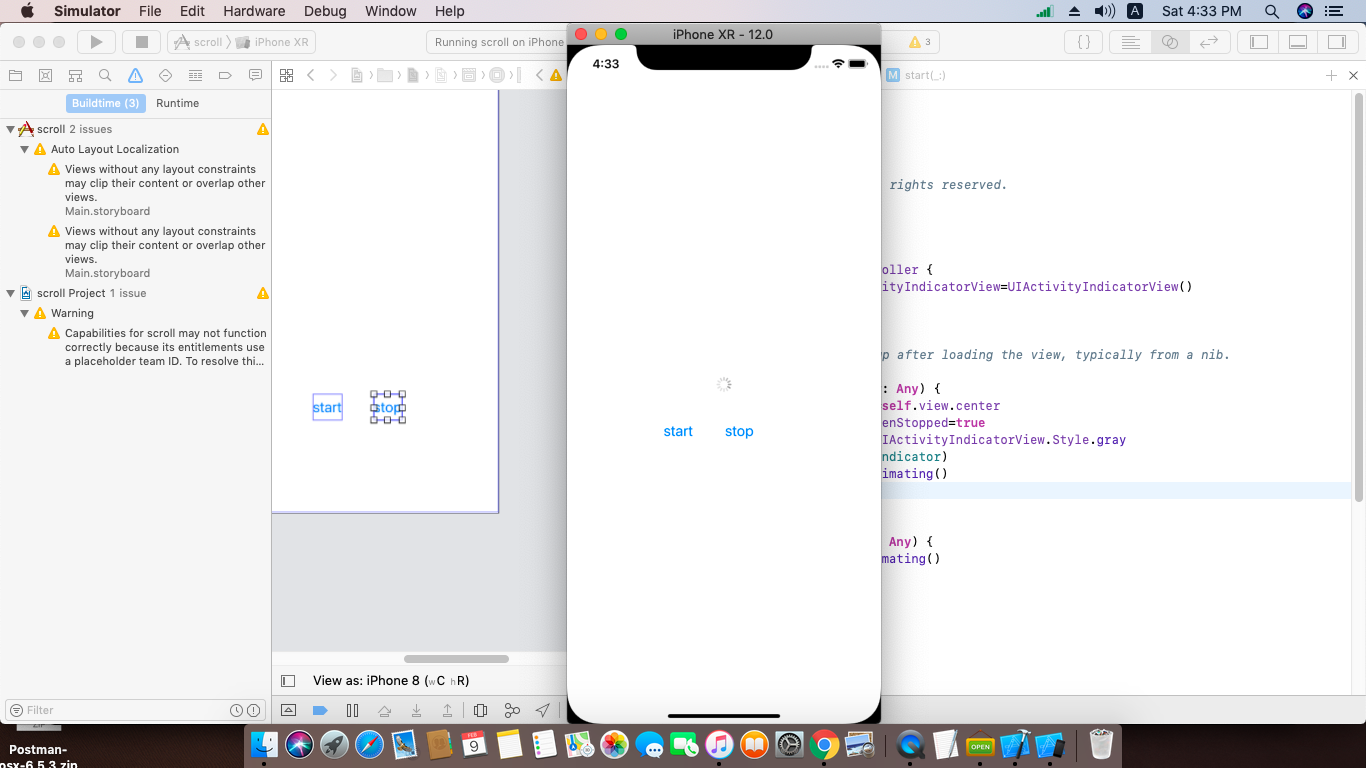 Simulator File Edit Hardware Debug Window Help
A Sat 4:33 PM
scroll iPhone XR
Running scroll on iPhone
iPhone XR - 12.0
3
{ }
M start(_:)
Buildtime (3) Runtime
scroll 2 issues
Auto Layout Localization
Views without any layout constraints
may clip their content or overlap other
views.
Main.storyboard
Views without any layout constraints
may clip their content or overlap other
views.
Main.storyboard
scroll Project 1 issue
Warning
Capabilities for scroll may not function
correctly because its entitlements use
a placeholder team ID. To resolve thi...
Filter
start stop
View as: iPhone 8 (wC hR)
4:33
start stop
rights reserved.
oller {
ityIndicatorView=UIActivityIndicatorView()
p after loading the view, typically from a nib.
: Any) {
self.view.center
enStopped=true
IActivityIndicatorView.Style.gray
ndicator)
imating()
Any) {
mating()
ZIP
Postman-
osx-6.5.3.zip
FEB
9
OPEN